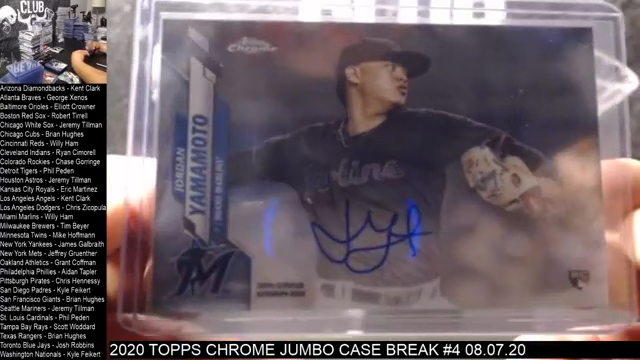 CLUB
Arizona Diamondbacks - Kent Clark
Atlanta Braves - George Xenos
Baltimore Orioles - Elliott Crowner
Boston Red Sox - Robert Tirrell
Chicago White Sox - Jeremy Tillman
Chicago Cubs - Brian Hughes
Cincinnati Reds - Willy Ham
Cleveland Indians - Ryan Cimorell
Colorado Rockies - Chase Gorringe
Detroit Tigers - Phil Peden
Houston Astros - Jeremy Tillman
Kansas City Royals - Eric Martinez
Los Angeles Angels - Kent Clark
Los Angeles Dodgers - Chris Zicopula
Miami Marlins - Willy Ham
Milwaukee Brewers - Tim Beyer
Minnesota Twins - Mike Hoffmann
New York Yankees - James Galbraith
New York Mets - Jeffrey Gruenther
Oakland Athletics - Grant Coffman
Philadelphia Phillies - Aidan Tapler
Pittsburgh Pirates - Chris Hennessy
San Diego Padres - Kyle Feikert
San Francisco Giants - Brian Hughes
Seattle Mariners - Jeremy Tillman
St. Louis Cardinals - Phil Peden
Tampa Bay Rays - Scott Woddard
Texas Rangers - Brian Hughes
Toronto Blue Jays - Josh Robbins
Washington Nationals - Kyle Feikert
Topps
Chrome
JORDAN
YAMAMOTO
MIAMI MARLINS
M
RC
2020 TOPPS CHROME JUMBO CASE BREAK #4 08.07.20